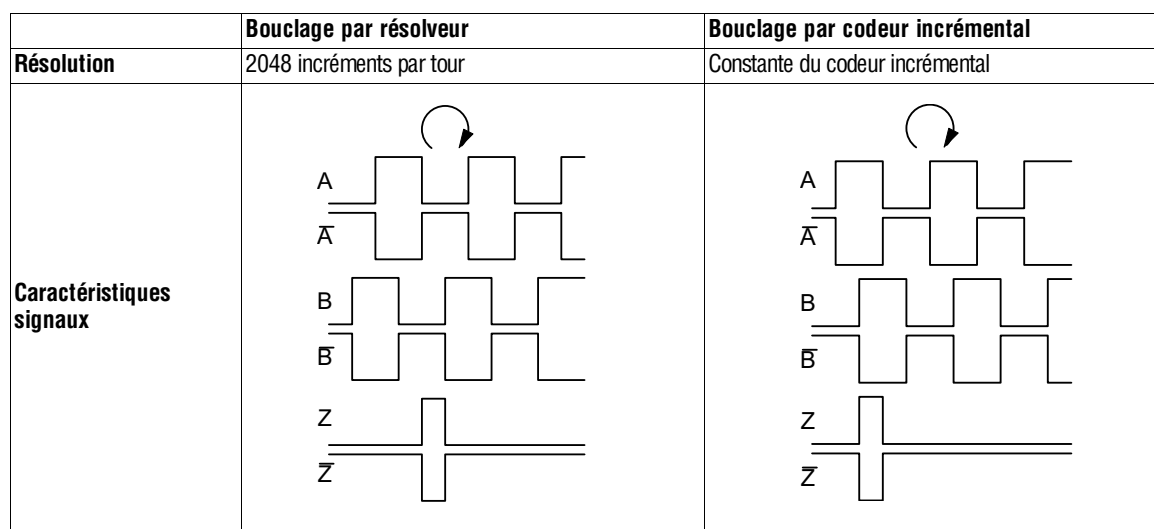 Bouclage par résolveur
Bouclage par codeur incrémental
Résolution
2048 incréments par tour
Constante du codeur incrémental
Caractéristiques
signaux
A
A̅
B
B̅
Z
Z̅
A
A̅
B
B̅
Z
Z̅